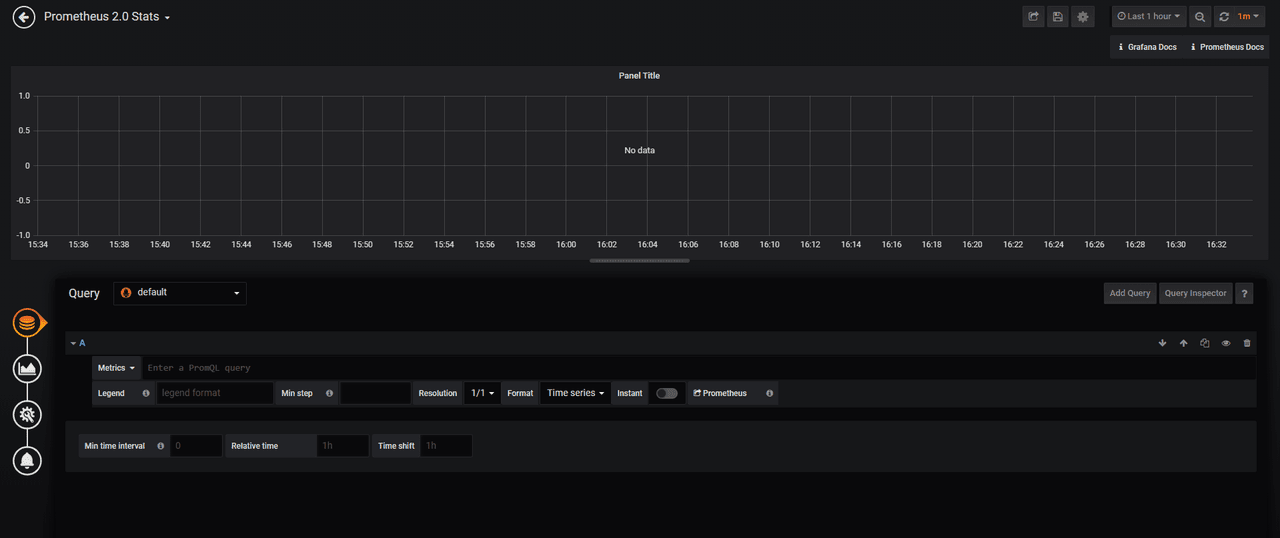 Prometheus 2.0 Stats
Last 1 hour
1m
Grafana Docs
Prometheus Docs
Panel Title
1.0
0.5
0
-0.5
-1.0
No data
15:34 15:36 15:38 15:40 15:42 15:44 15:46 15:48 15:50 15:52 15:54 15:56 15:58 16:00 16:02 16:04 16:06 16:08 16:10 16:12 16:14 16:16 16:18 16:20 16:22 16:24 16:26 16:28 16:30 16:32
Query default Add Query Query Inspector ?
A
Metrics Enter a PromQL query
Legend legend format Min step Resolution 1/1 Format Time series Instant Prometheus
Min time interval 0 Relative time 1h Time shift 1h